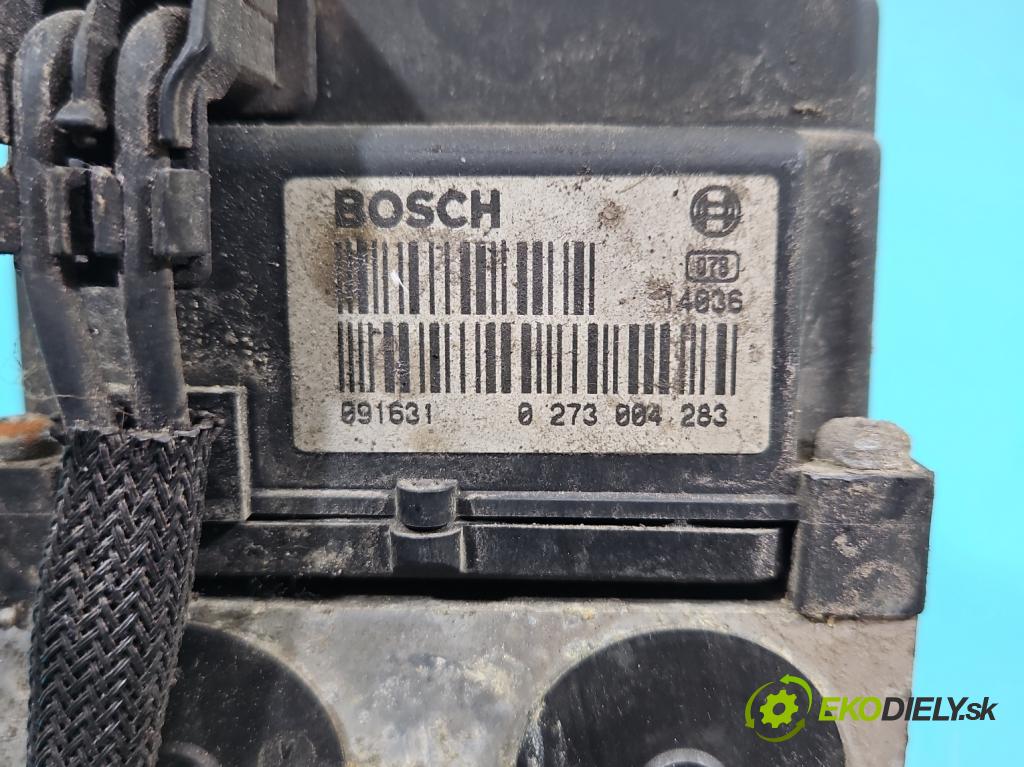 BOSCH
078
14036
091631 0 273 004 283
EKODIELY.sk